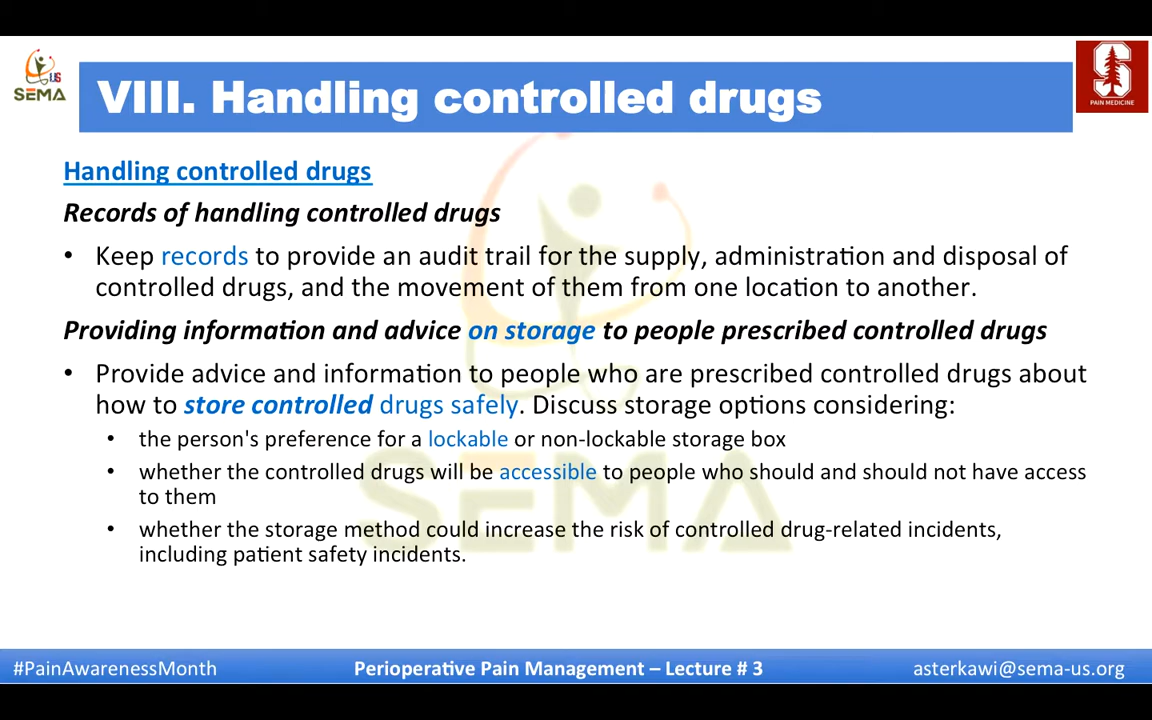 US
SEMA
VIII. Handling controlled drugs
S
PAIN MEDICINE
Handling controlled drugs
Records of handling controlled drugs
• Keep records to provide an audit trail for the supply, administration and disposal of
controlled drugs, and the movement of them from one location to another.
Providing information and advice on storage to people prescribed controlled drugs
• Provide advice and information to people who are prescribed controlled drugs about
how to store controlled drugs safely. Discuss storage options considering:
• the person's preference for a lockable or non-lockable storage box
• whether the controlled drugs will be accessible to people who should and should not have access
to them
• whether the storage method could increase the risk of controlled drug-related incidents,
including patient safety incidents.
SEMA
#PainAwarenessMonth
Perioperative Pain Management – Lecture # 3
asterkawi@sema-us.org